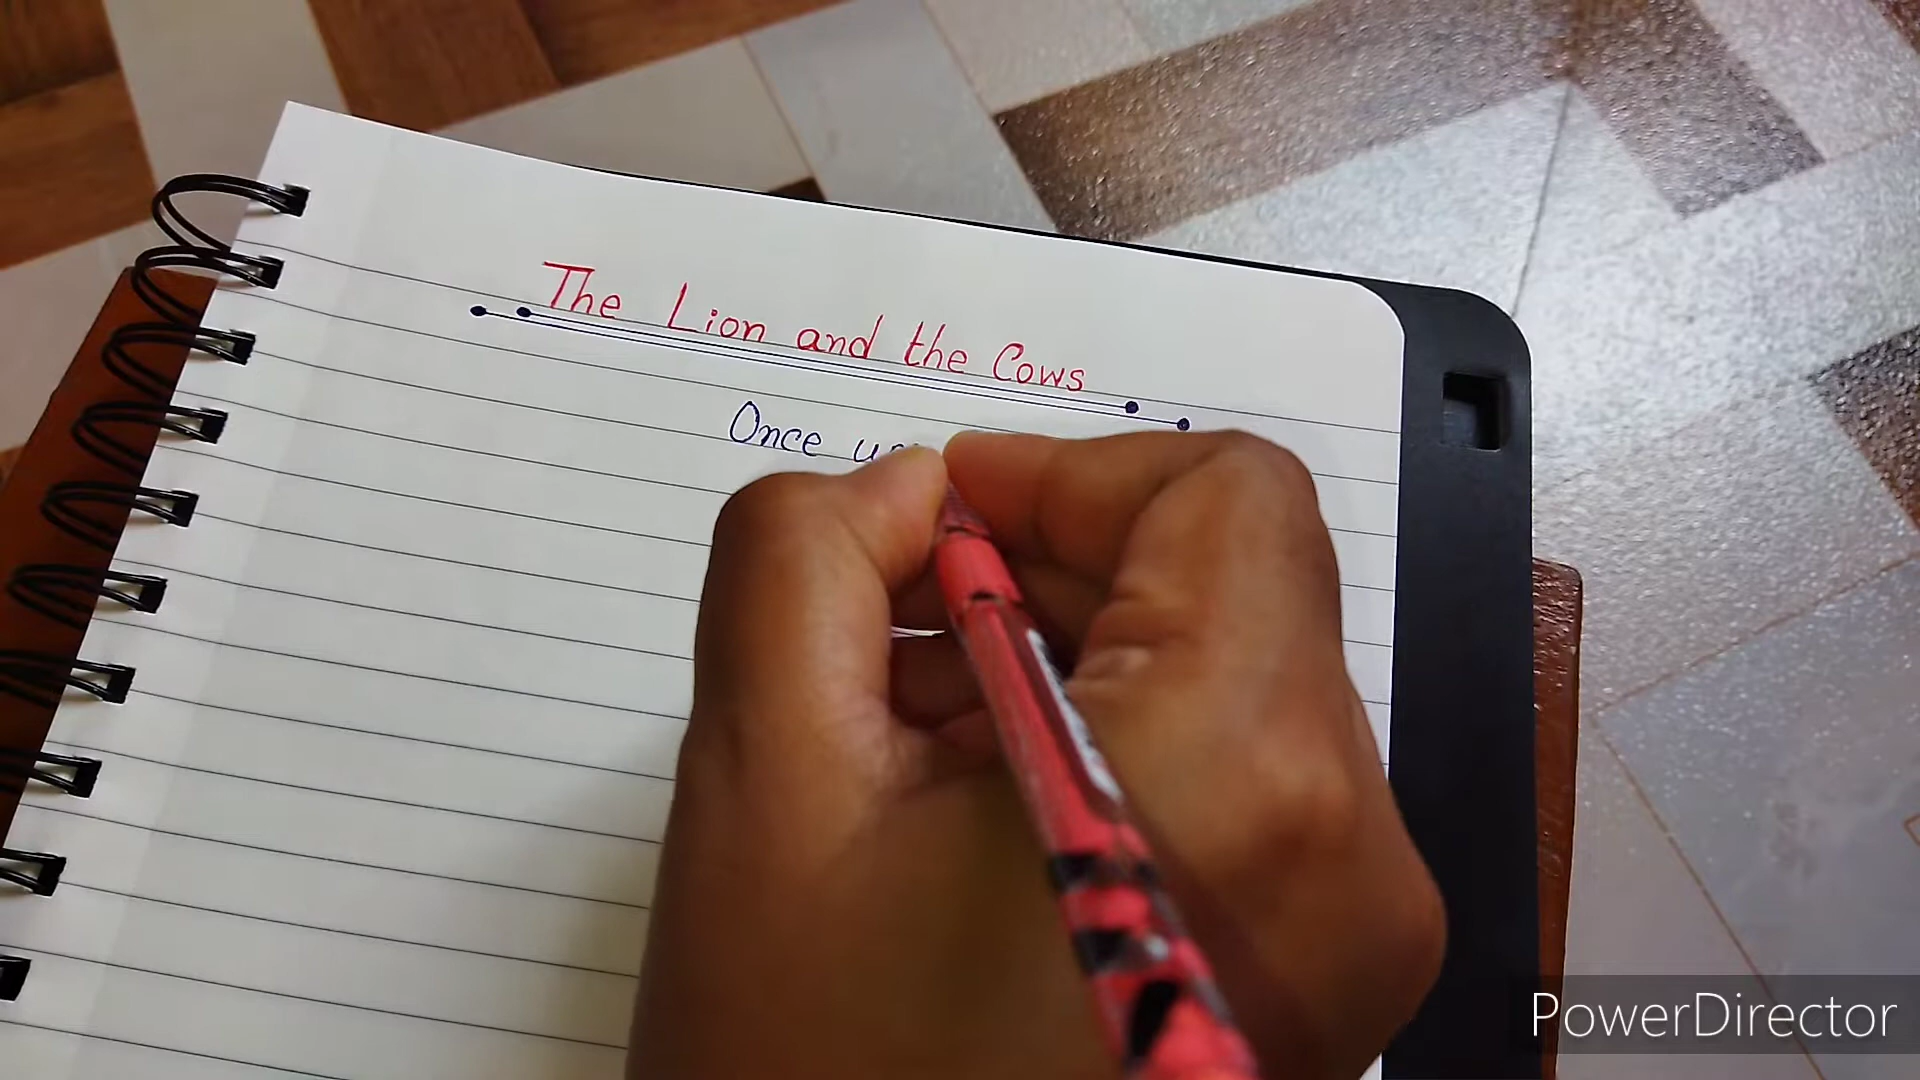 The Lion and the Cows
Once
PowerDirector